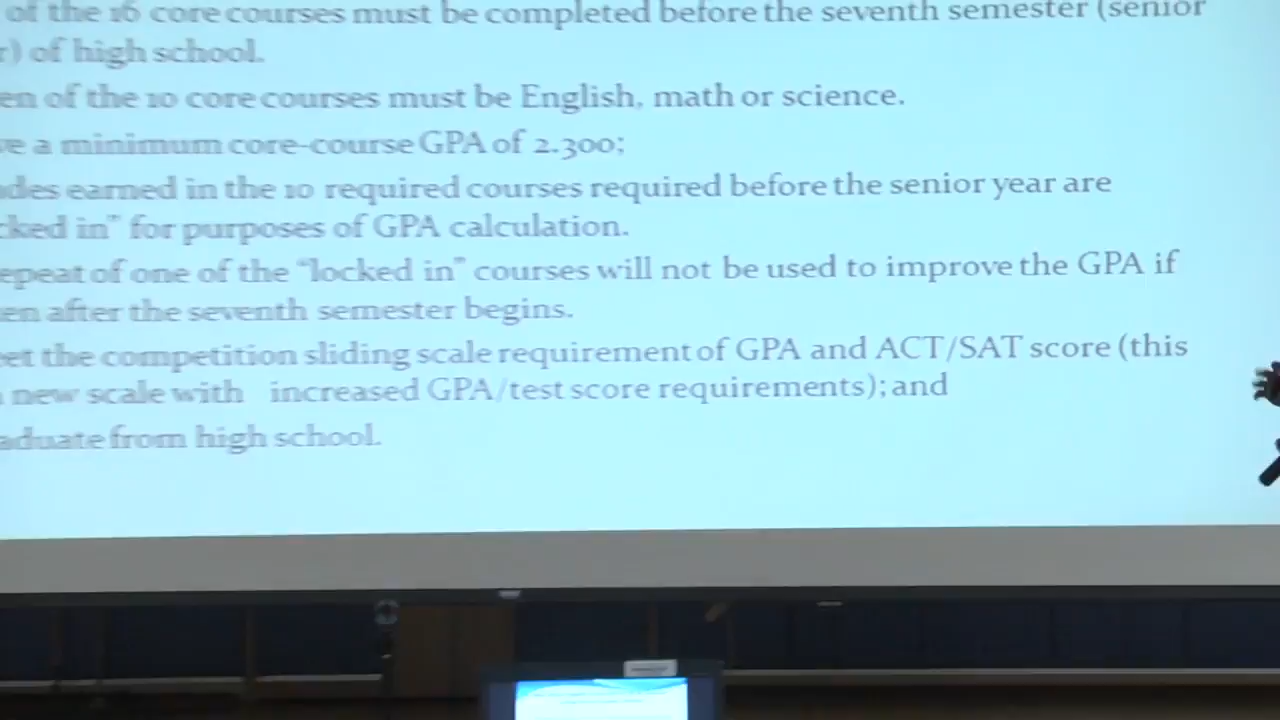 of the 16 core courses must be completed before the seventh semester (senior
r) of high school.
en of the 10 core courses must be English, math or science.
e a minimum core-course GPA of 2.300;
des earned in the 10 required courses required before the senior year are
cked in" for purposes of GPA calculation.
epeat of one of the "locked in" courses will not be used to improve the GPA if
en after the seventh semester begins.
et the competition sliding scale requirement of GPA and ACT/SAT score (this
new scale with increased GPA/test score requirements); and
aduate from high school.